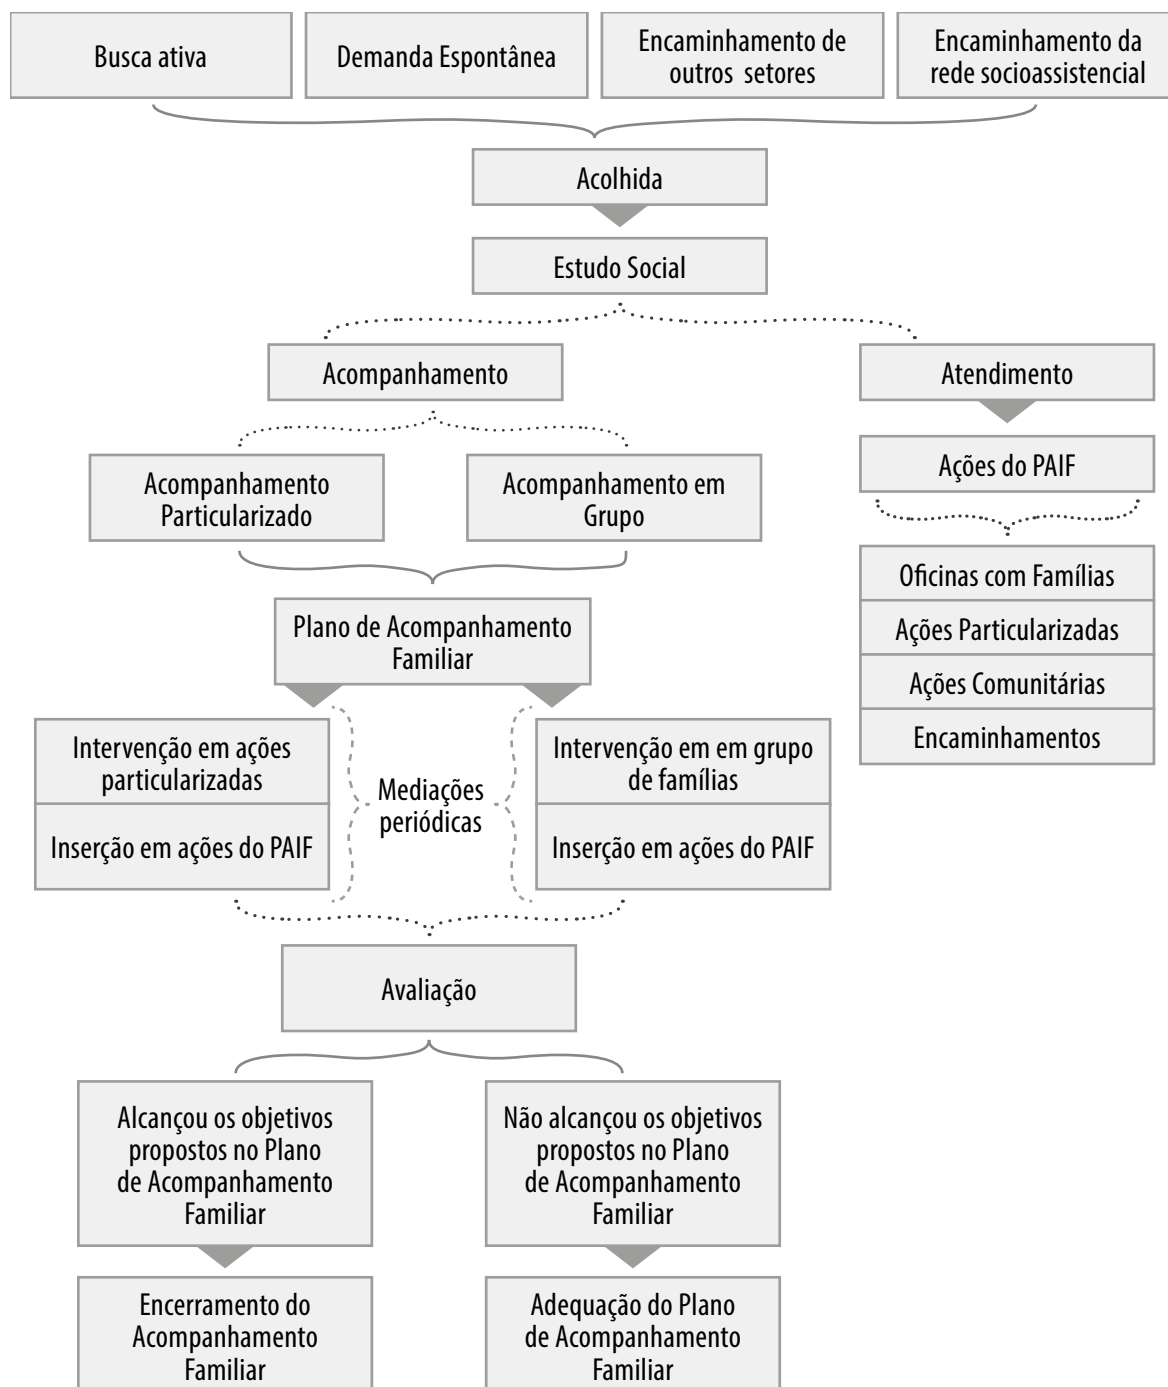 Busca ativa
Demanda Espontânea
Encaminhamento de
outros setores
Encaminhamento da
rede socioassistencial
Acolhida
Estudo Social
Acompanhamento
Atendimento
Acompanhamento
Particularizado
Acompanhamento em
Grupo
Ações do PAIF
Oficinas com Famílias
Ações Particularizadas
Ações Comunitárias
Encaminhamentos
Plano de Acompanhamento
Familiar
Intervenção em ações
particularizadas
Inserção em ações do PAIF
Mediações
periódicas
Intervenção em em grupo
de famílias
Inserção em ações do PAIF
Avaliação
Alcançou os objetivos
propostos no Plano
de Acompanhamento
Familiar
Não alcançou os objetivos
propostos no Plano
de Acompanhamento
Familiar
Encerramento do
Acompanhamento
Familiar
Adequação do Plano
de Acompanhamento
Familiar